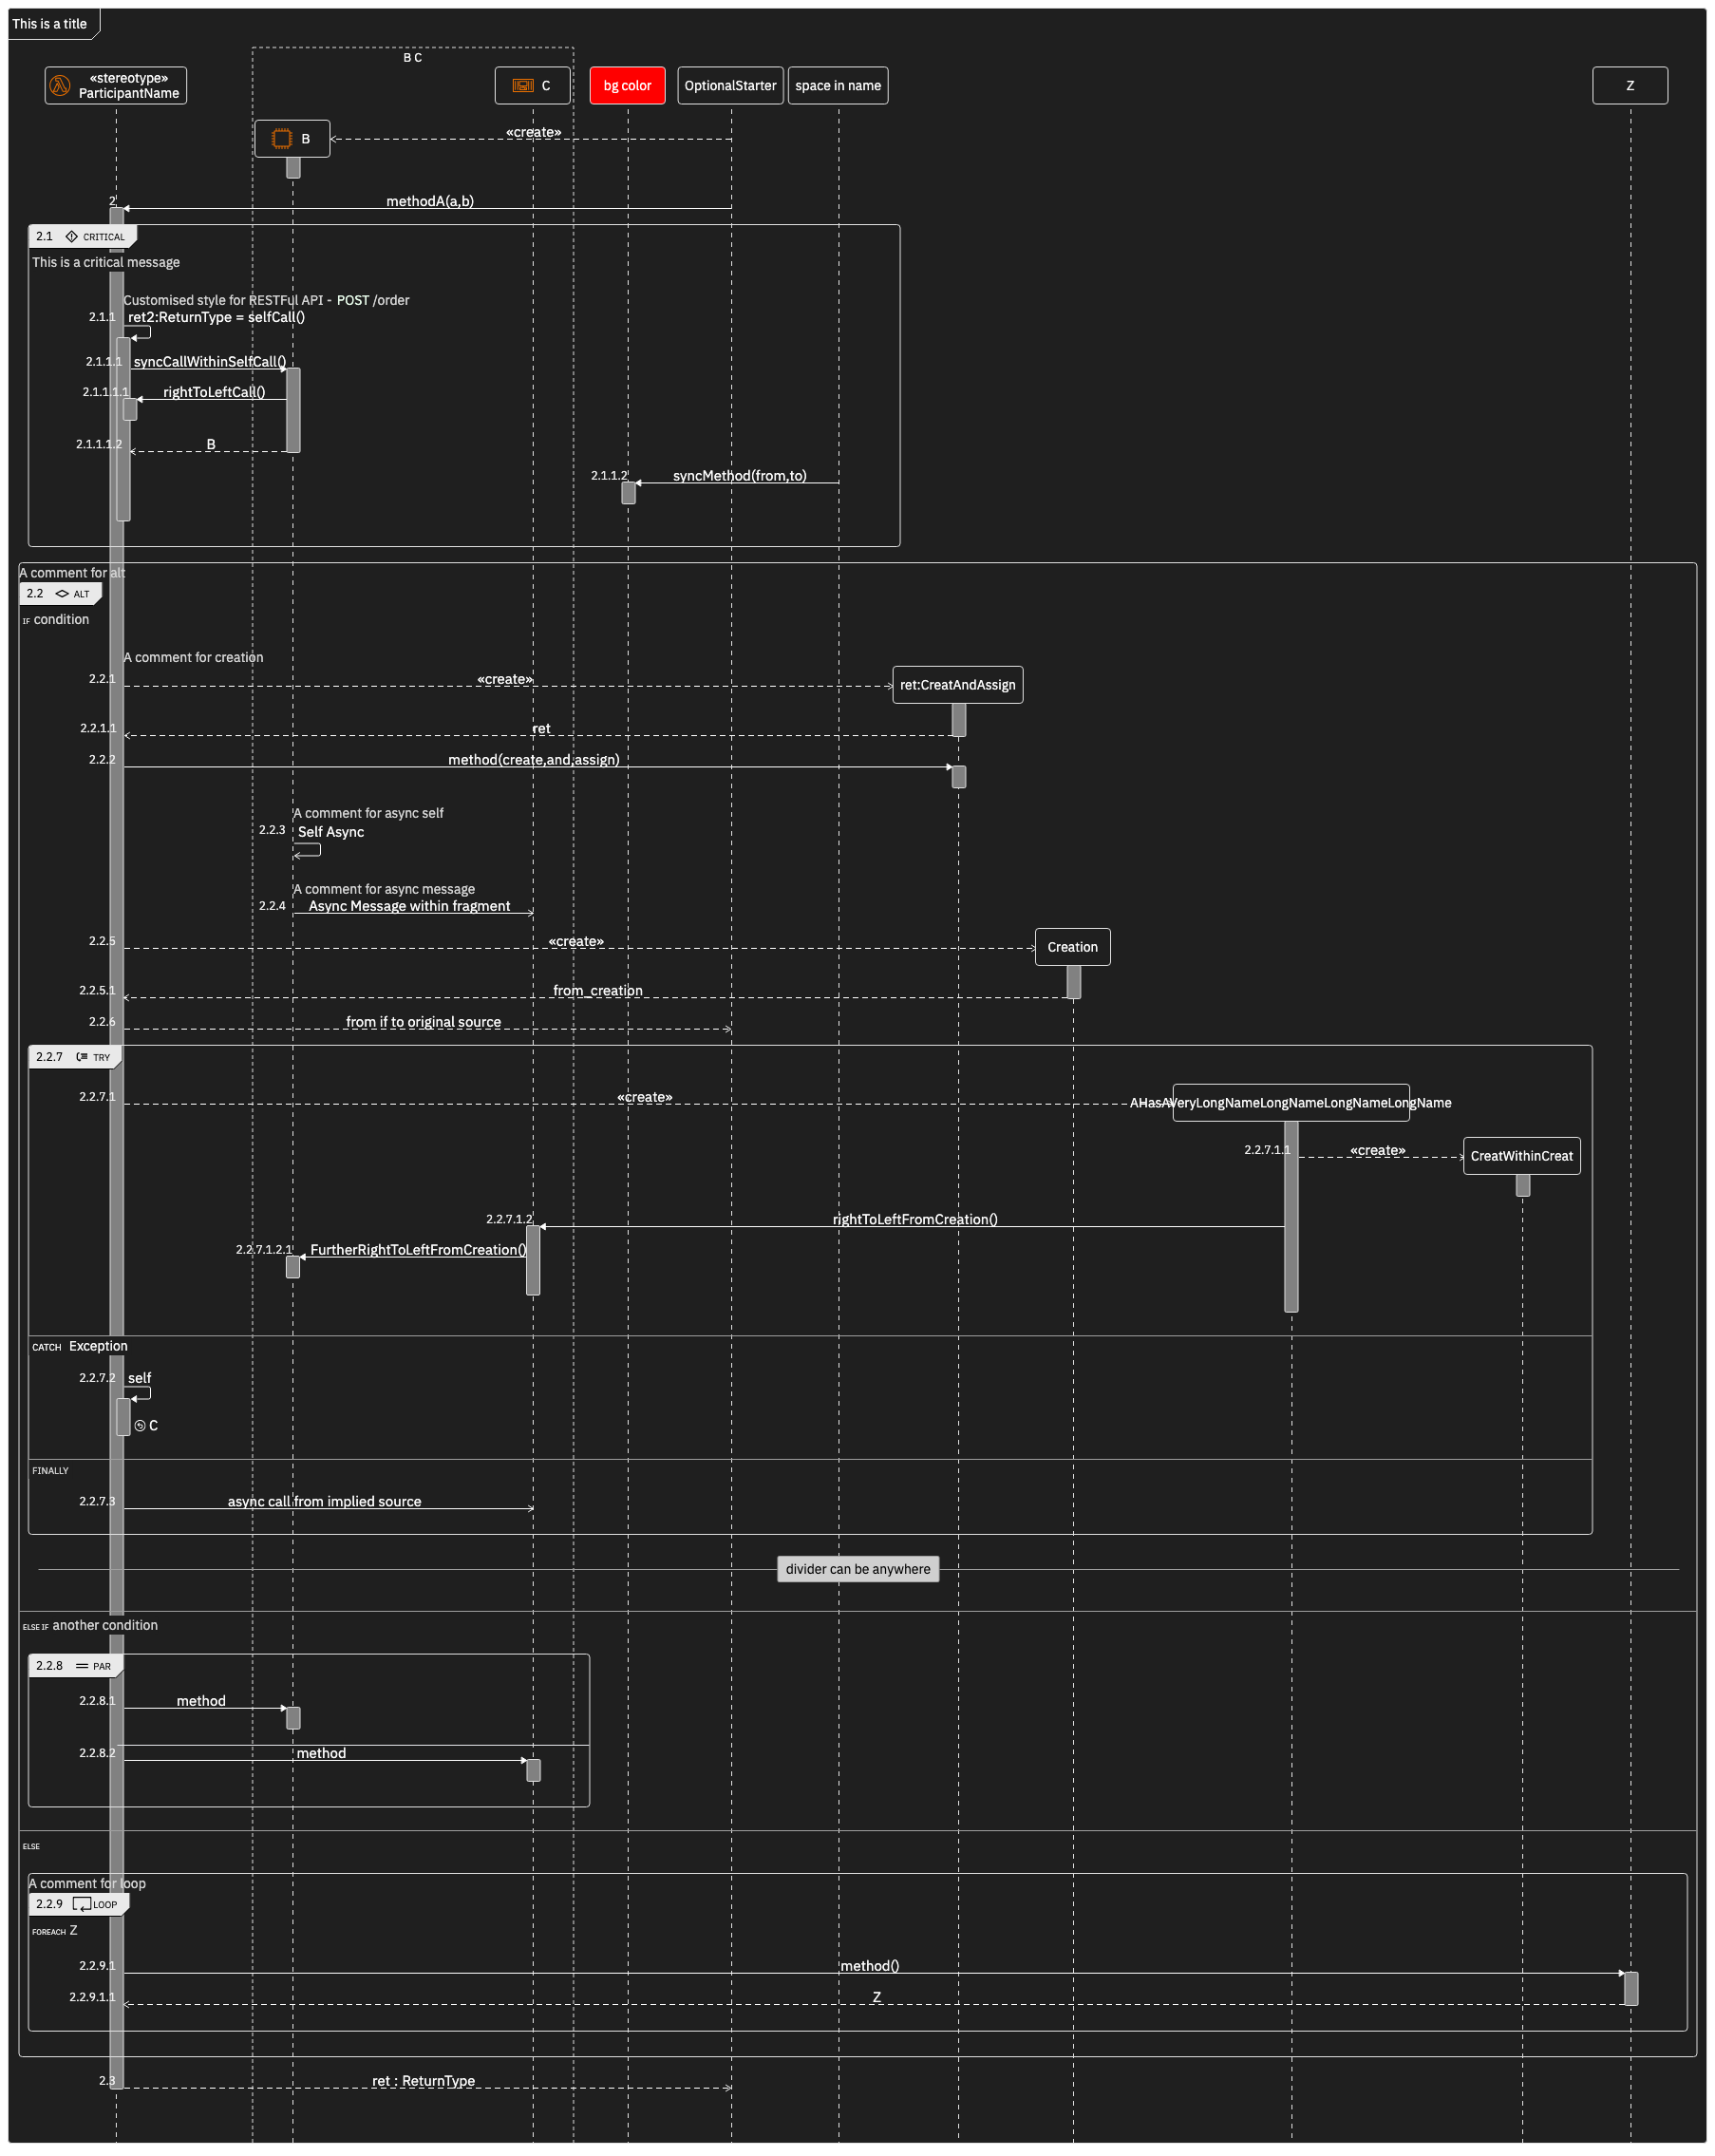 This is a title
B C
«stereotype»
ParticipantName
C
bg color
OptionalStarter
space in name
Z
B
«create»
2
methodA(a,b)
2.1 CRITICAL
This is a critical message
Customised style for RESTFul API - POST /order
2.1.1 ret2:ReturnType = selfCall()
2.1.1.1 syncCallWithinSelfCall()
2.1.1.1.1 rightToLeftCall()
2.1.1.1.2 B
2.1.1.2 syncMethod(from,to)
A comment for alt
2.2 ALT
IF condition
A comment for creation
2.2.1 «create» ret:CreatAndAssign
2.2.1.1 ret
2.2.2 method(create,and,assign)
A comment for async self
2.2.3 Self Async
A comment for async message
2.2.4 Async Message within fragment
2.2.5 «create» Creation
2.2.5.1 from_creation
2.2.6 from if to original source
2.2.7 TRY
2.2.7.1 «create» AHasAVeryLongNameLongNameLongNameLongName
2.2.7.1.1 «create» CreatWithinCreat
2.2.7.1.2 rightToLeftFromCreation()
2.2.7.1.2.1 FurtherRightToLeftFromCreation()
CATCH Exception
2.2.7.2 self
C
FINALLY
2.2.7.3 async call from implied source
divider can be anywhere
ELSE IF another condition
2.2.8 PAR
2.2.8.1 method
2.2.8.2 method
ELSE
A comment for loop
2.2.9 LOOP
FOREACH Z
2.2.9.1 method()
2.2.9.1.1 Z
2.3 ret : ReturnType